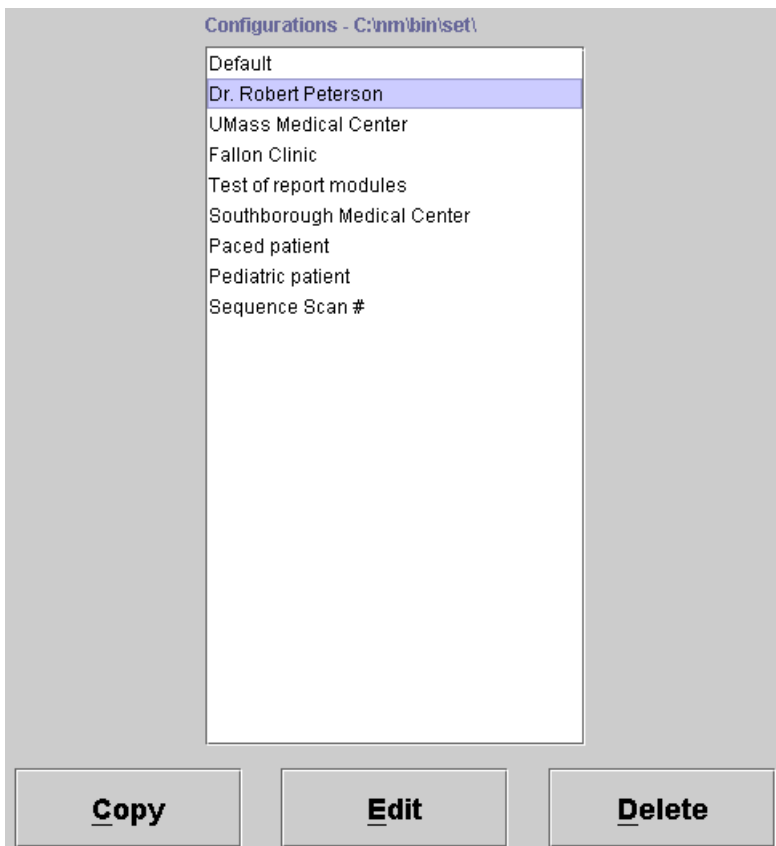 Configurations - C:\nm\bin\set\
Default
Dr. Robert Peterson
UMass Medical Center
Fallon Clinic
Test of report modules
Southborough Medical Center
Paced patient
Pediatric patient
Sequence Scan #
Copy
Edit
Delete